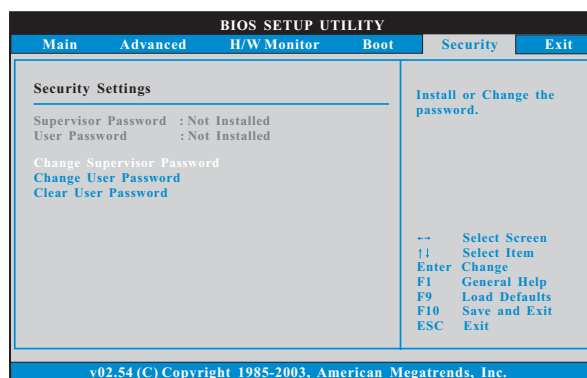 BIOS SETUP UTILITY
Main Advanced H/W Monitor Boot Security Exit
Security Settings
Supervisor Password : Not Installed
User Password : Not Installed
Change Supervisor Password
Change User Password
Clear User Password
Install or Change the
password.
←→ Select Screen
↑↓ Select Item
Enter Change
F1 General Help
F9 Load Defaults
F10 Save and Exit
ESC Exit
v02.54 (C) Copyright 1985-2003, American Megatrends, Inc.